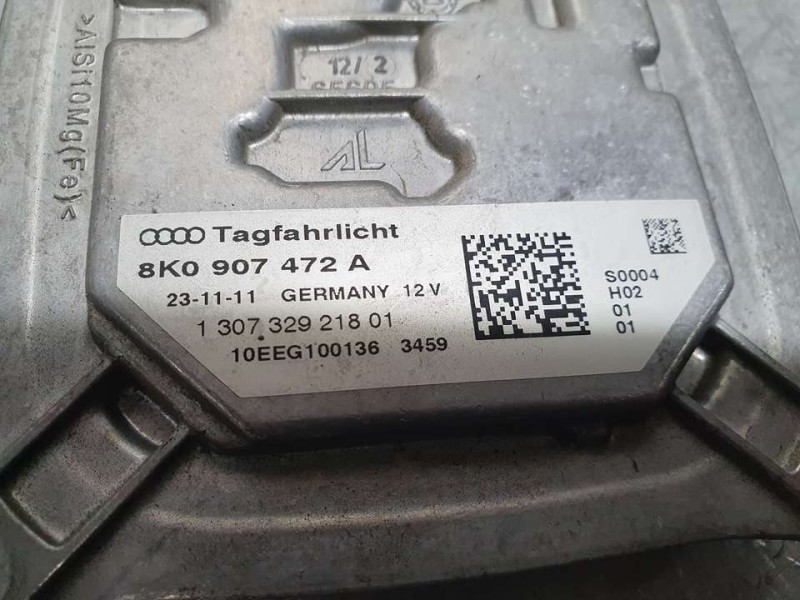 >AlSi10Mg(Fe)<
12/2
AL
Tagfahrlicht
8K0 907 472 A
23-11-11 GERMANY 12 V
1 307 329 218 01
10EEG100136 3459
S0004
H02
01
01